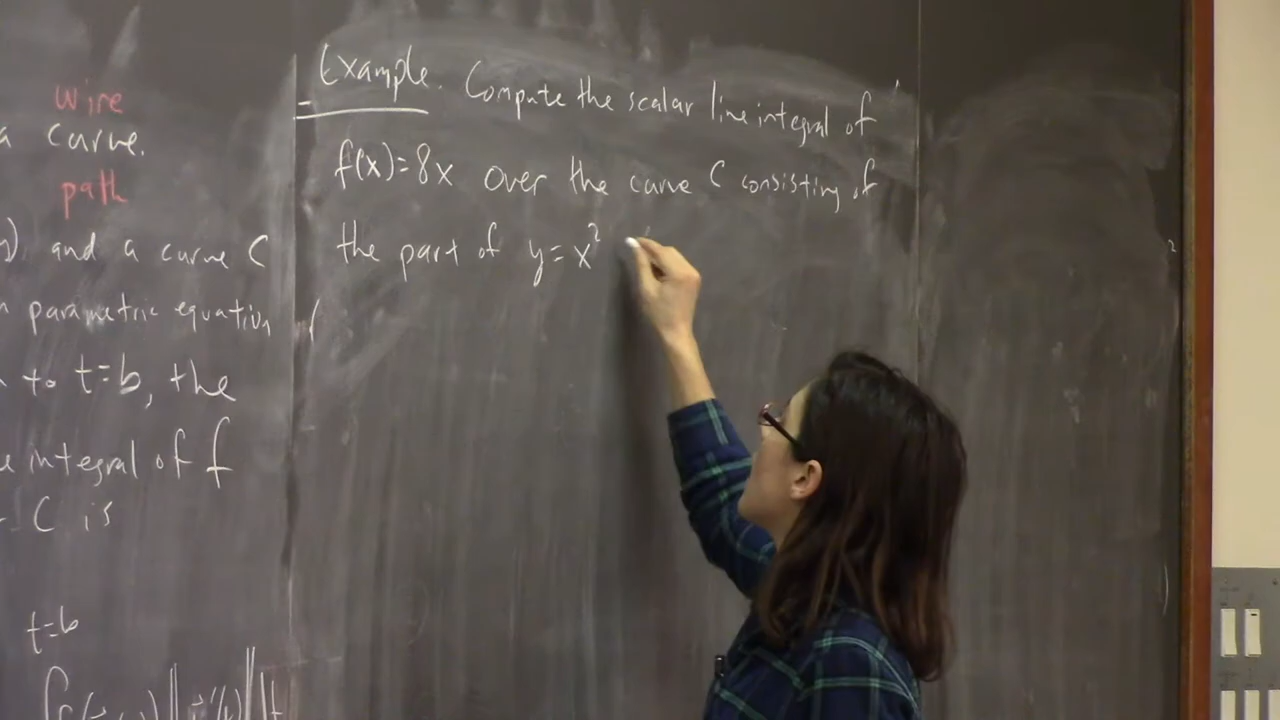 wire
a curve.
path
y) and a curve C
parametric equation
to t=b, the
integral of f
C is
t=b
Example. Compute the scalar line integral of
f(x)=8x over the curve C consisting of
the part of y=x²